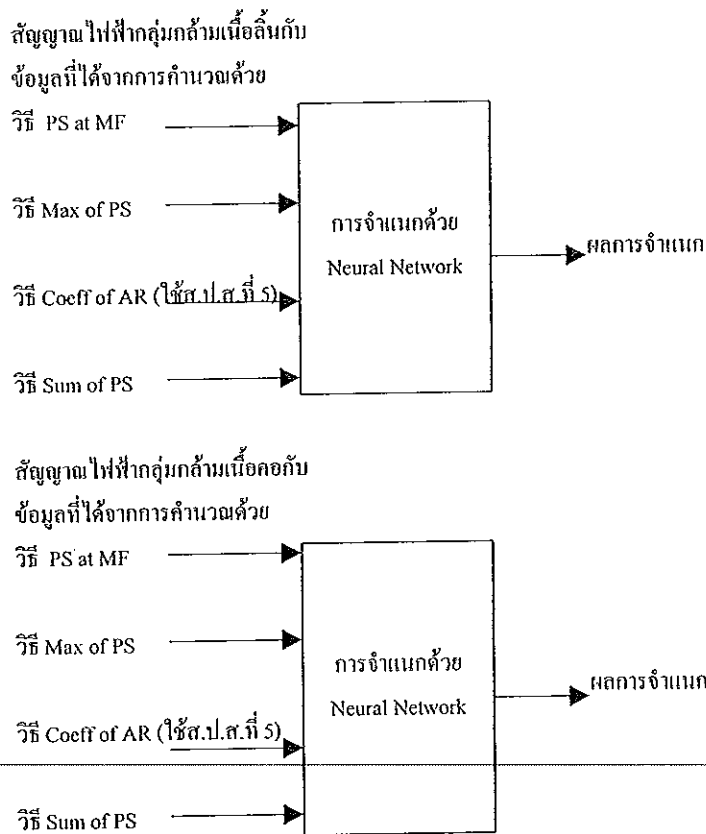 สัญญาณไฟฟ้ากลุ่มกล้ามเนื้อลิ้นกับ
ข้อมูลที่ได้จากการคำนวณด้วย
วิธี PS at MF
วิธี Max of PS
วิธี Coeff of AR (ใช้ส.ป.ส.ที่ 5)
วิธี Sum of PS
การจำแนกด้วย
Neural Network
ผลการจำแนก
สัญญาณไฟฟ้ากลุ่มกล้ามเนื้อคอกับ
ข้อมูลที่ได้จากการคำนวณด้วย
วิธี PS at MF
วิธี Max of PS
วิธี Coeff of AR (ใช้ส.ป.ส.ที่ 5)
วิธี Sum of PS
การจำแนกด้วย
Neural Network
ผลการจำแนก